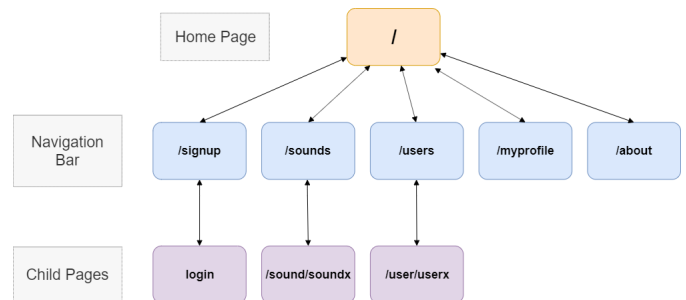 Home Page
/
Navigation
Bar
/signup
/sounds
/users
/myprofile
/about
Child Pages
login
/sound/soundx
/user/userx